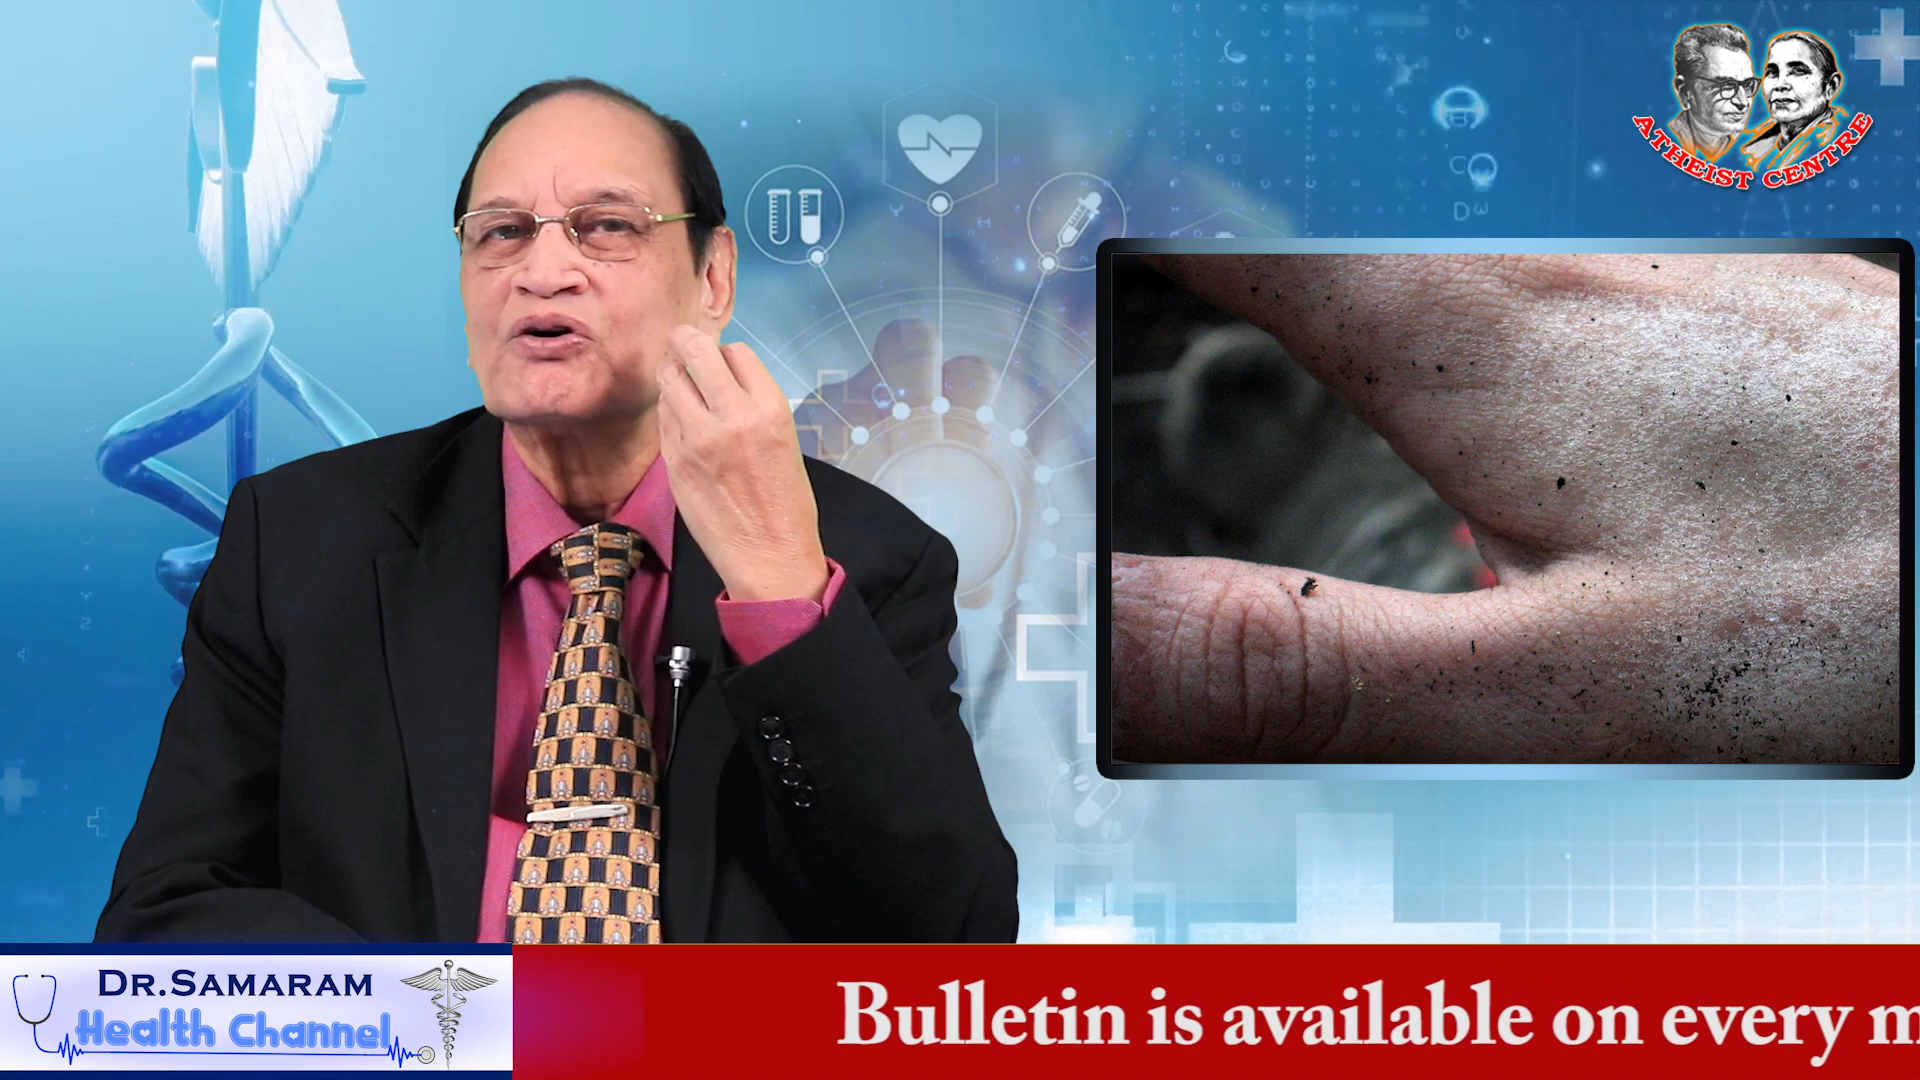 ATHEIST CENTRE
DR.SAMARAM
Health Channel
Bulletin is available on every m